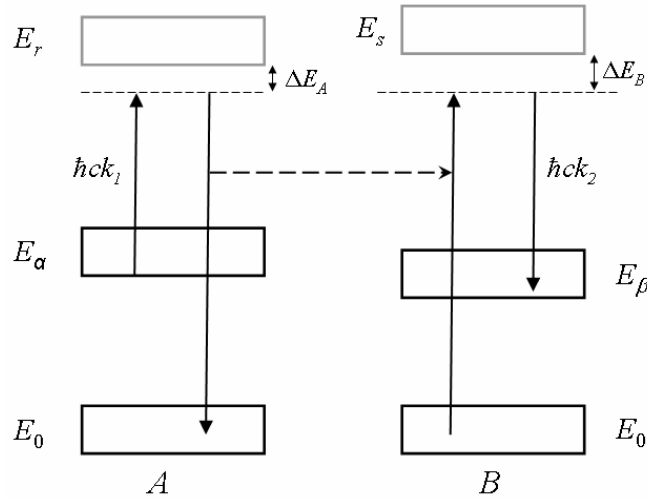 E_r
E_s
ΔE_A
ΔE_B
ħck_1
ħck_2
E_α
E_β
E_0
E_0
A
B